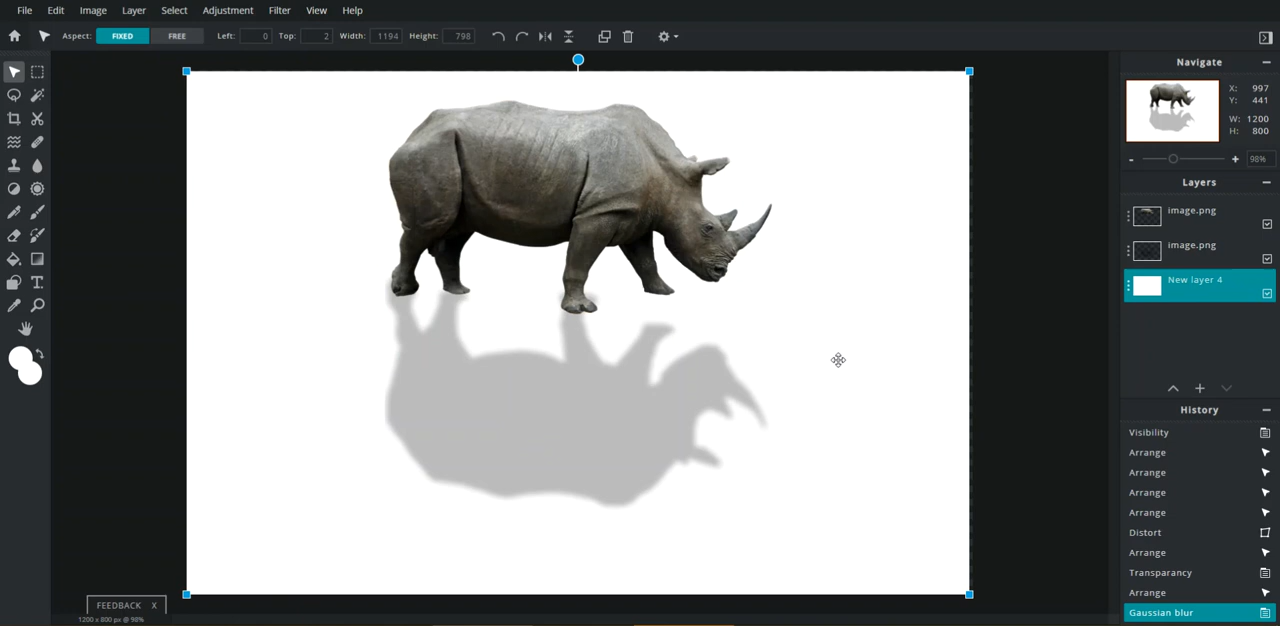 File Edit Image Layer Select Adjustment Filter View Help
Aspect: FIXED FREE Left: 0 Top: 2 Width: 1194 Height: 798
Navigate
X: 997
Y: 441
W: 1200
H: 800
- + 98%
Layers
image.png
image.png
New layer 4
History
Visibility
Arrange
Arrange
Arrange
Arrange
Distort
Arrange
Transparancy
Arrange
Gaussian blur
FEEDBACK X
1200 x 800 px @ 98%